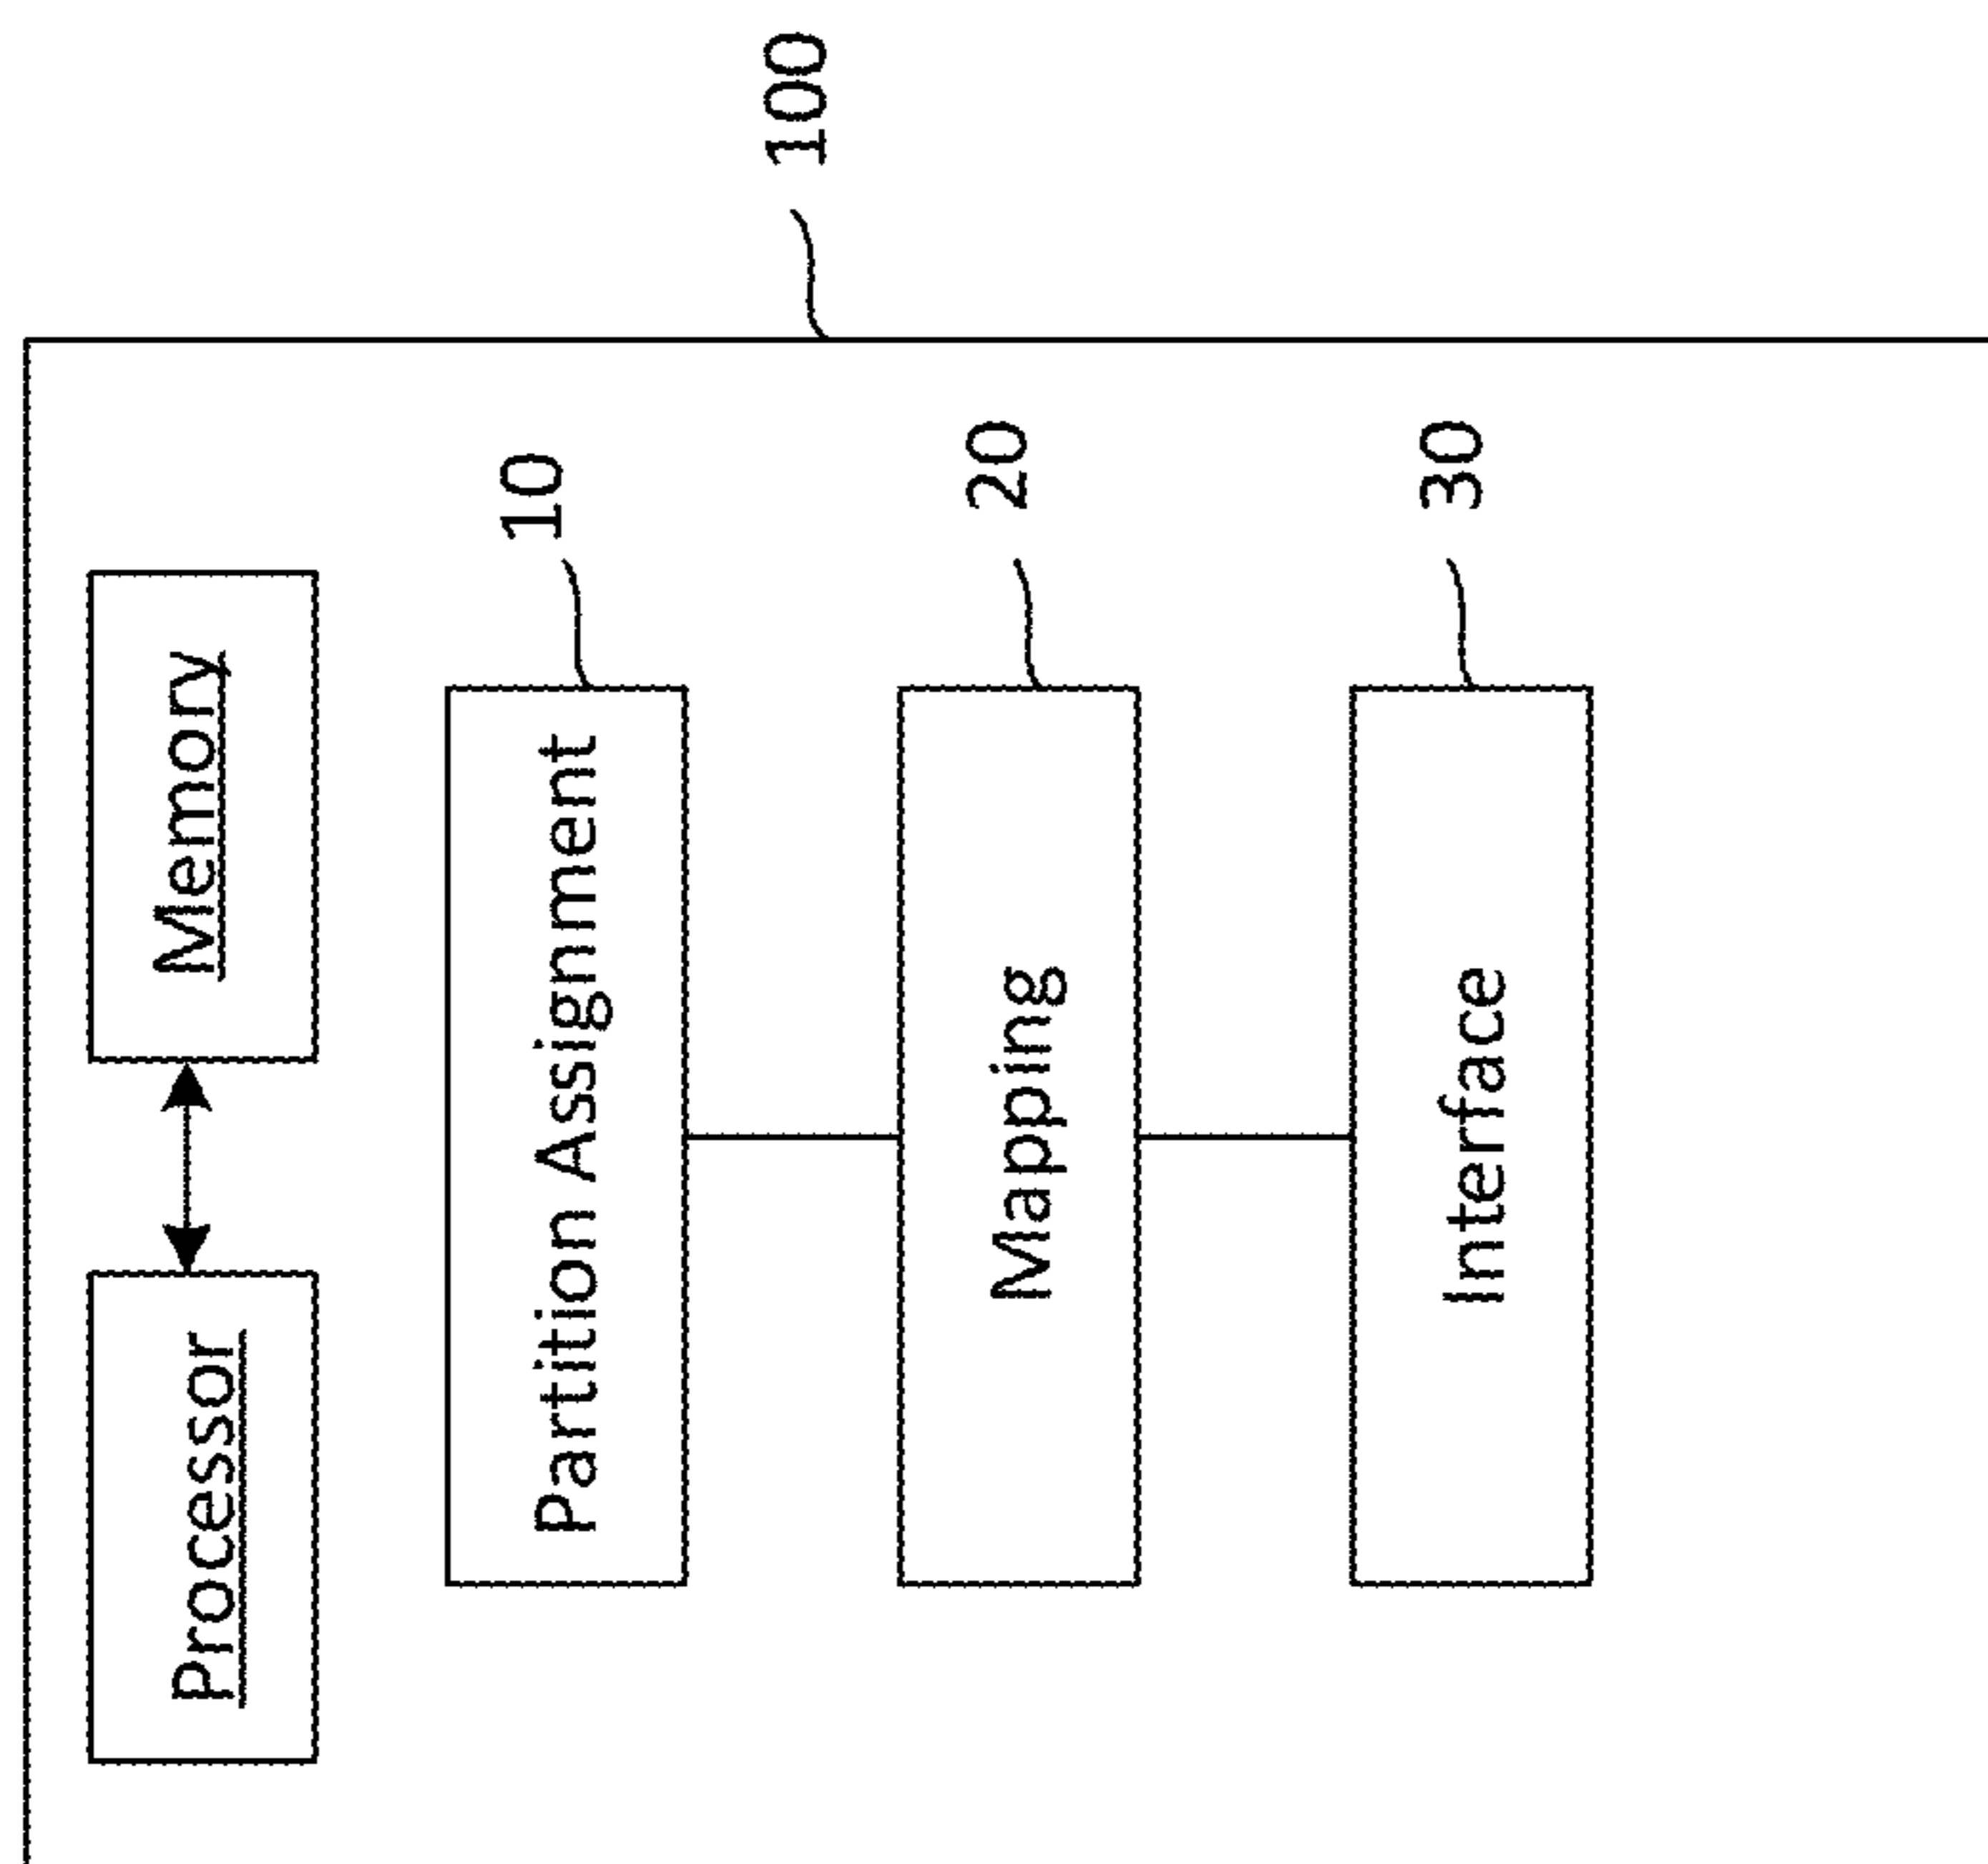 100
Processor
Memory
10
Partition Assignment
20
Mapping
30
Interface